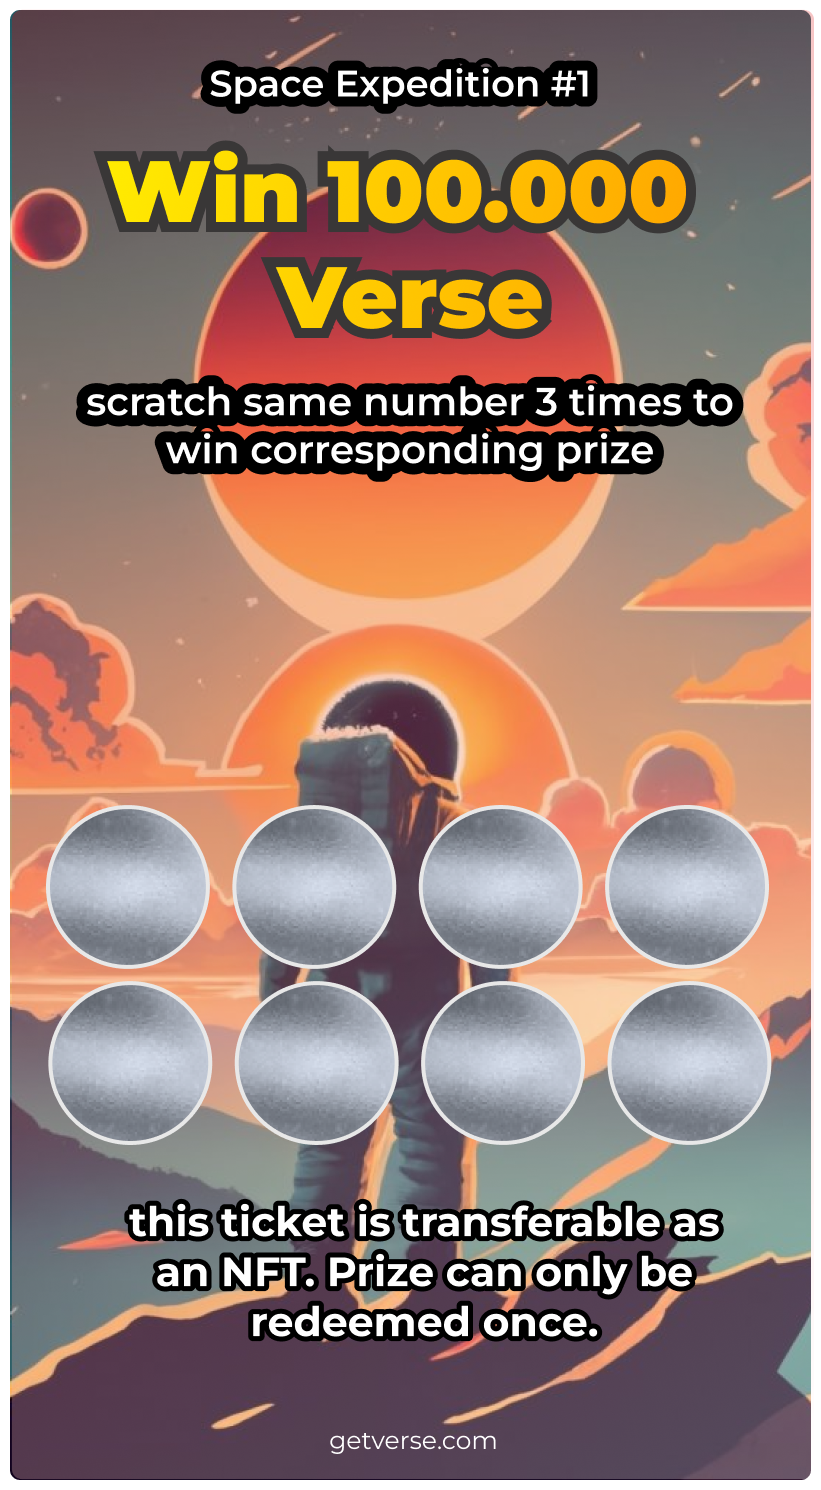 Space Expedition #1
Win 100.000
Verse
scratch same number 3 times to
win corresponding prize
this ticket is transferable as
an NFT. Prize can only be
redeemed once.
getverse.com